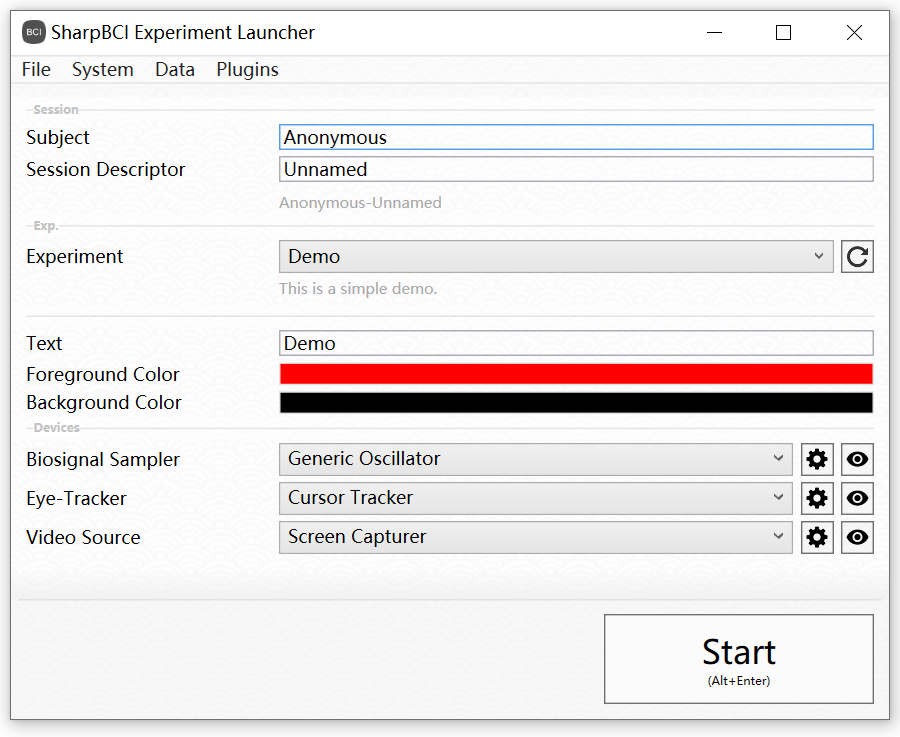 BCI SharpBCI Experiment Launcher
File System Data Plugins
Session
Subject Anonymous
Session Descriptor Unnamed
Anonymous-Unnamed
Exp.
Experiment Demo
This is a simple demo.
Text Demo
Foreground Color
Background Color
Devices
Biosignal Sampler Generic Oscillator
Eye-Tracker Cursor Tracker
Video Source Screen Capturer
Start
(Alt+Enter)